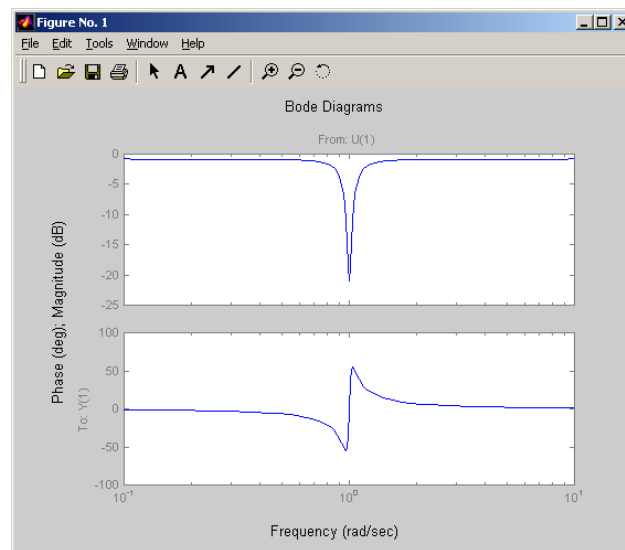 Figure No. 1
File Edit Tools Window Help
A
Bode Diagrams
From: U(1)
0
-5
-10
-15
-20
-25
Phase (deg); Magnitude (dB)
To: Y(1)
100
50
0
-50
-100
10^-1
10^0
10^1
Frequency (rad/sec)